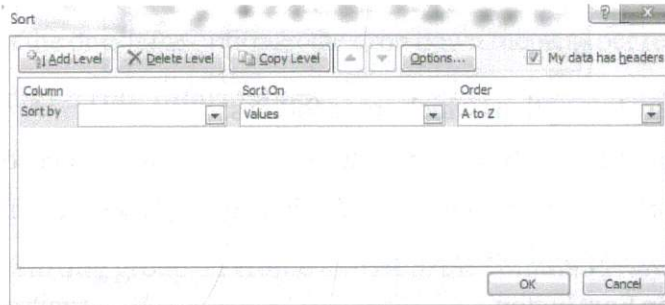 Sort
Add Level Delete Level Copy Level Options... My data has headers
Column Sort On Order
Sort by Values A to Z
OK Cancel